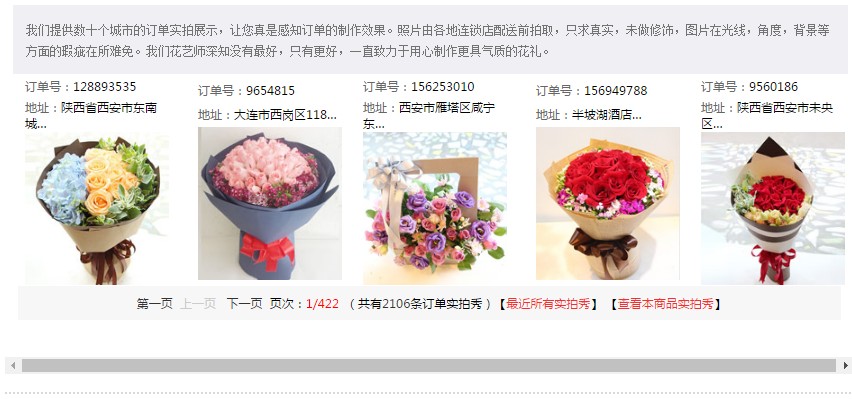 我们提供数十个城市的订单实拍展示，让您真是感知订单的制作效果。照片由各地连锁店配送前拍取，只求真实，未做修饰，图片在光线，角度，背景等
方面的瑕疵在所难免。我们花艺师深知没有最好，只有更好，一直致力于用心制作更具气质的花礼。
订单号：128893535
地址：陕西省西安市东南
城...
订单号：9654815
地址：大连市西岗区118...
订单号：156253010
地址：西安市雁塔区咸宁
东...
订单号：156949788
地址：半坡湖酒店...
订单号：9560186
地址：陕西省西安市未央
区...
第一页 上一页 下一页 页次：1/422 （共有2106条订单实拍秀）【最近所有实拍秀】 【查看本商品实拍秀】